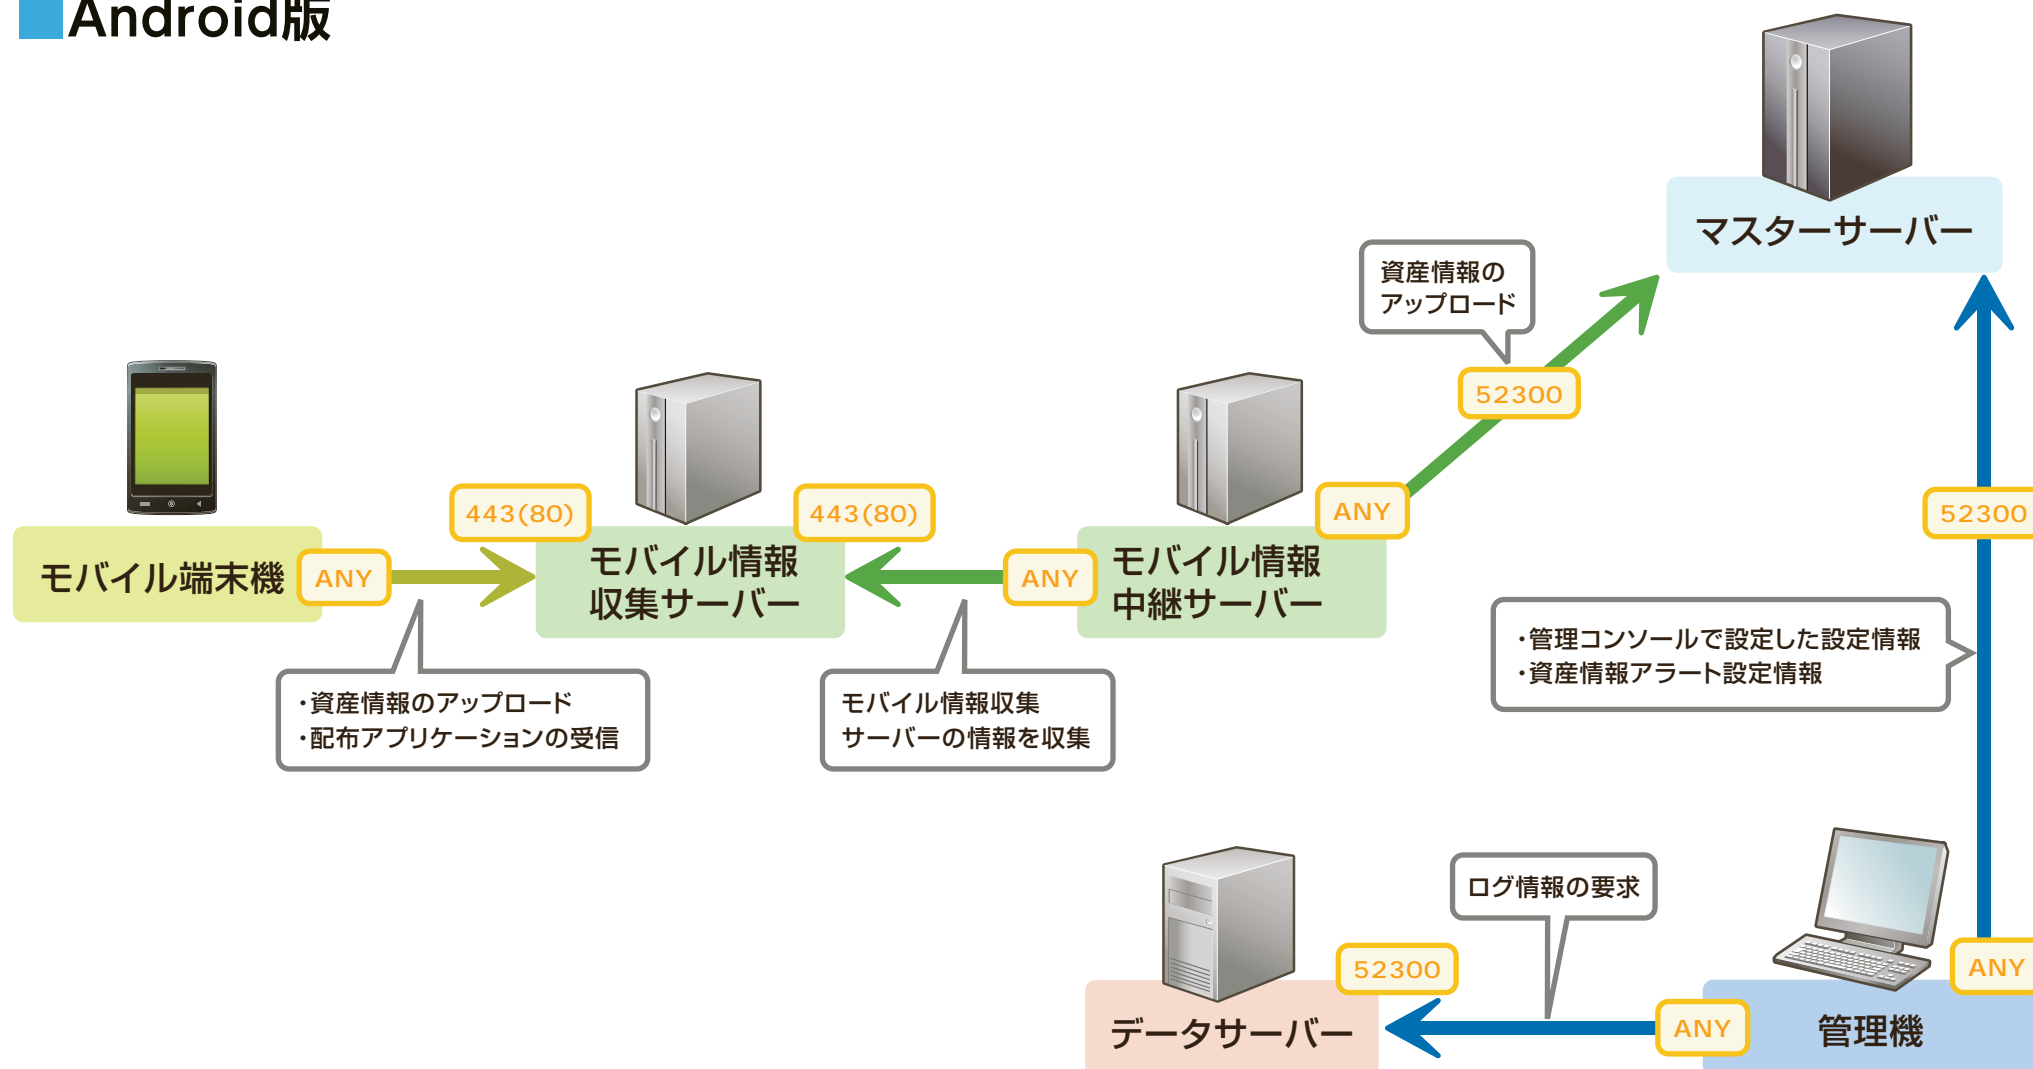 Android版
マスターサーバー
資産情報の
アップロード
52300
443(80)
443(80)
ANY
52300
モバイル端末機
ANY
モバイル情報
収集サーバー
ANY
モバイル情報
中継サーバー
・管理コンソールで設定した設定情報
・資産情報アラート設定情報
・資産情報のアップロード
・配布アプリケーションの受信
モバイル情報収集
サーバーの情報を収集
ログ情報の要求
52300
ANY
データサーバー
ANY
管理機